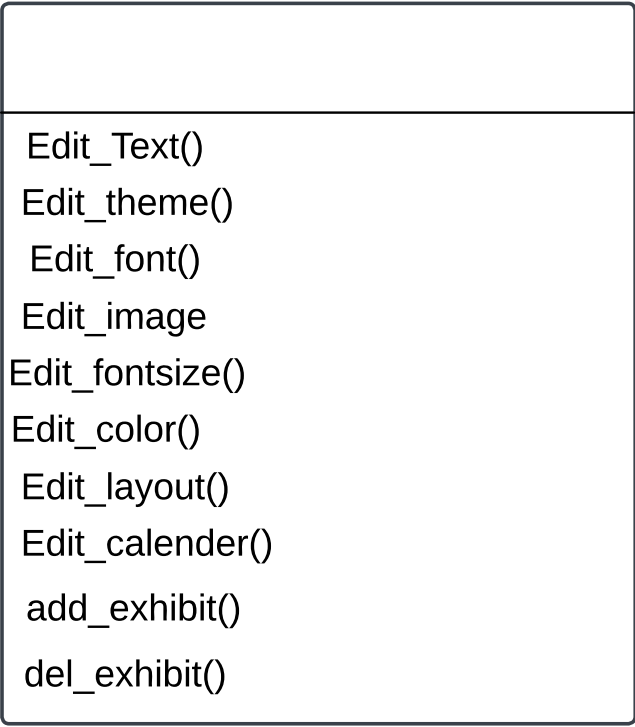 Edit_Text()
Edit_theme()
Edit_font()
Edit_image
Edit_fontsize()
Edit_color()
Edit_layout()
Edit_calender()
add_exhibit()
del_exhibit()